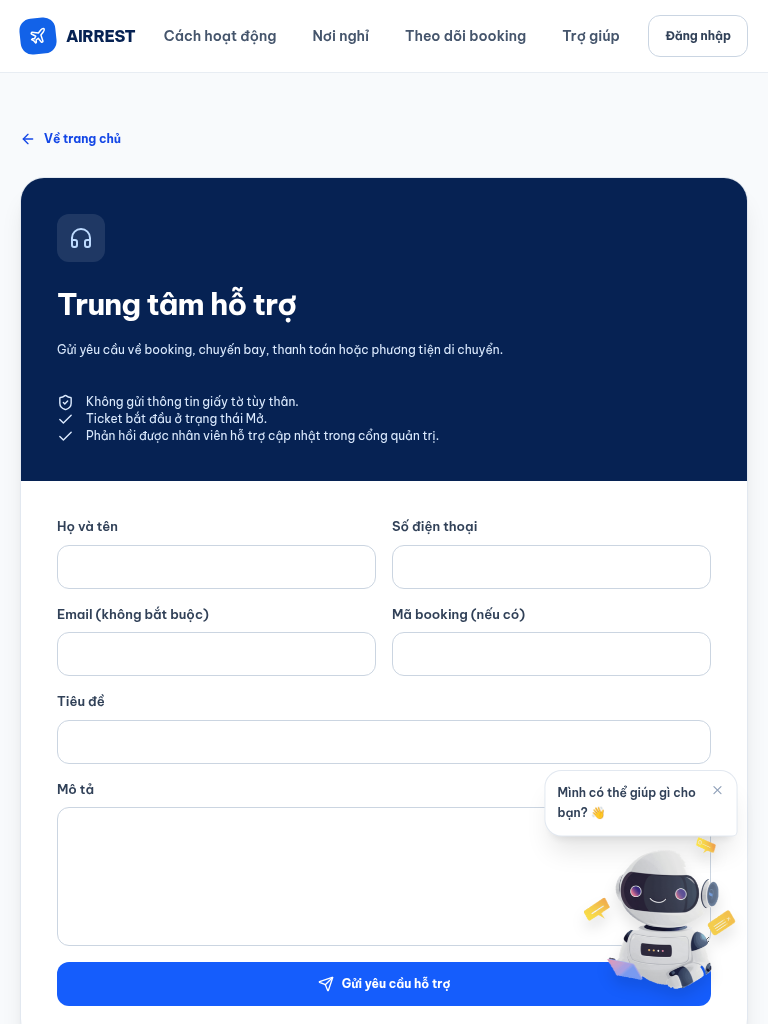 AIRREST
Cách hoạt động
Nơi nghỉ
Theo dõi booking
Trợ giúp
Đăng nhập
Về trang chủ
Trung tâm hỗ trợ
Gửi yêu cầu về booking, chuyến bay, thanh toán hoặc phương tiện di chuyển.
Không gửi thông tin giấy tờ tùy thân.
Ticket bắt đầu ở trạng thái Mở.
Phản hồi được nhân viên hỗ trợ cập nhật trong cổng quản trị.
Họ và tên
Số điện thoại
Email (không bắt buộc)
Mã booking (nếu có)
Tiêu đề
Mô tả
Mình có thể giúp gì cho
bạn? 👋
Gửi yêu cầu hỗ trợ